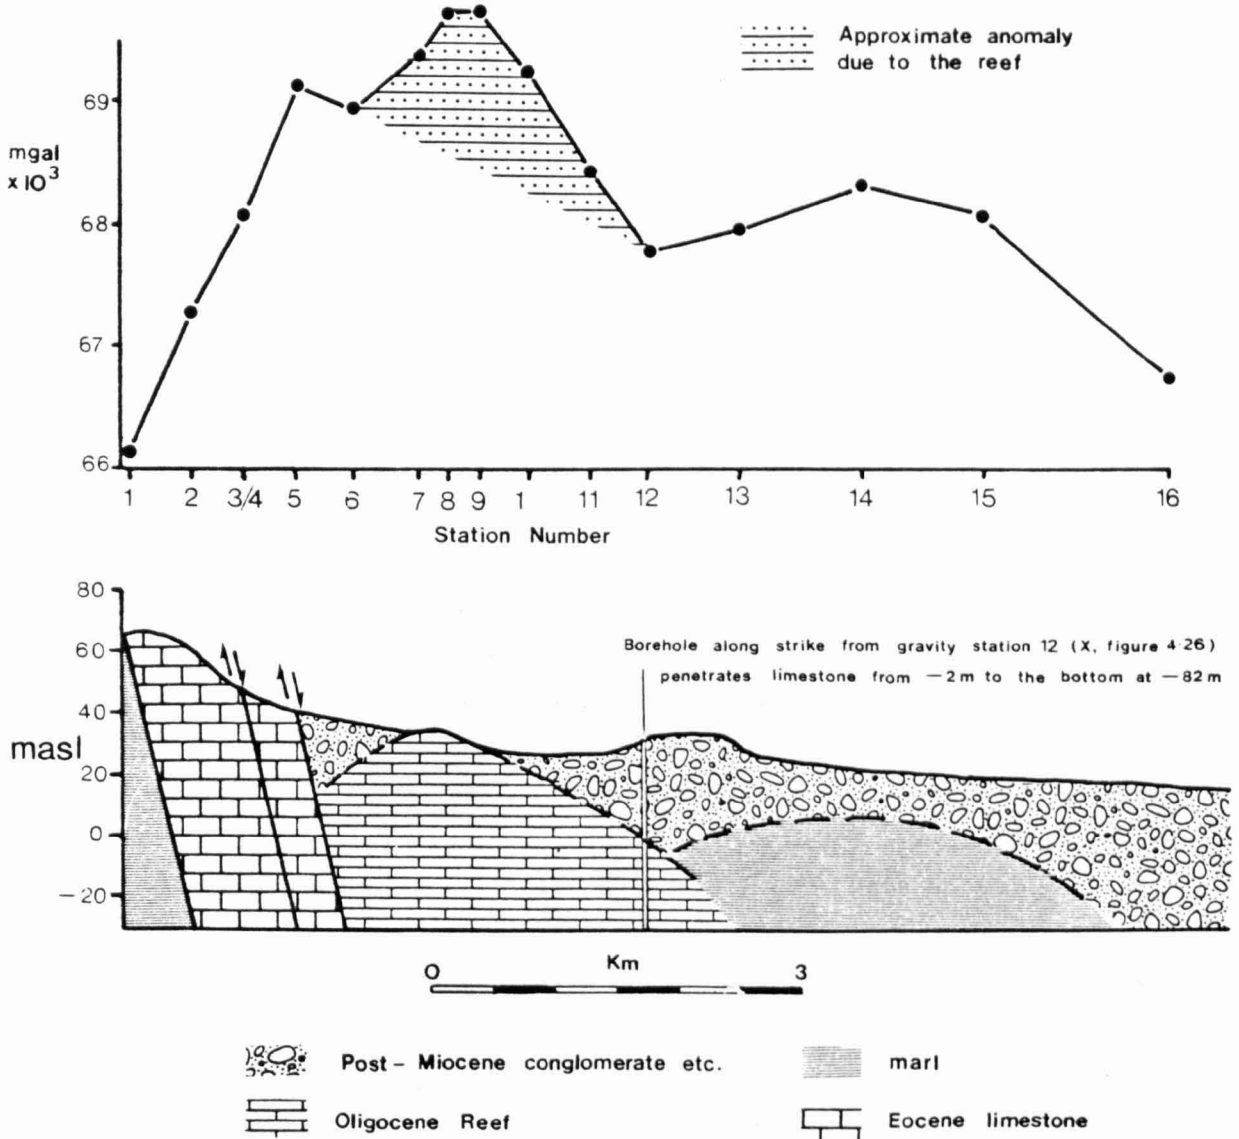 Approximate anomaly
due to the reef
69
mgal
x 10³
68
67
66
1 2 3/4 5 6 7 8 9 1 11 12 13 14 15 16
Station Number
80
Borehole along strike from gravity station 12 (X, figure 4·26)
60
penetrates limestone from −2m to the bottom at −82m
40
masl
20
0
−20
Km
0 3
Post – Miocene conglomerate etc. marl
Oligocene Reef Eocene limestone